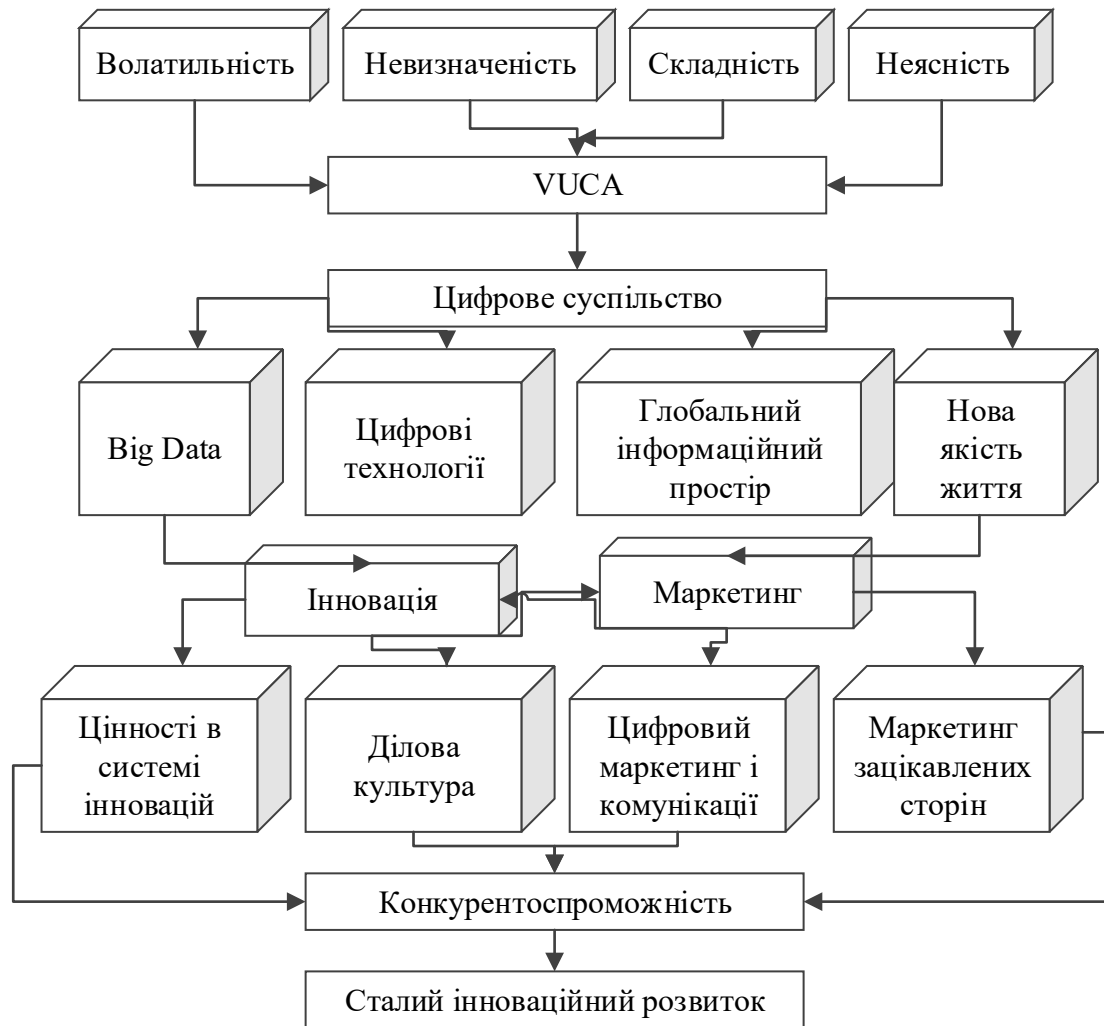 Волатильність
Невизначеність
Складність
Неясність
VUCA
Цифрове суспільство
Big Data
Цифрові
технології
Глобальний
інформаційний
простір
Нова
якість
життя
Інновація
Маркетинг
Цінності в
системі
інновацій
Ділова
культура
Цифровий
маркетинг і
комунікації
Маркетинг
зацікавлених
сторін
Конкурентоспроможність
Сталий інноваційний розвиток